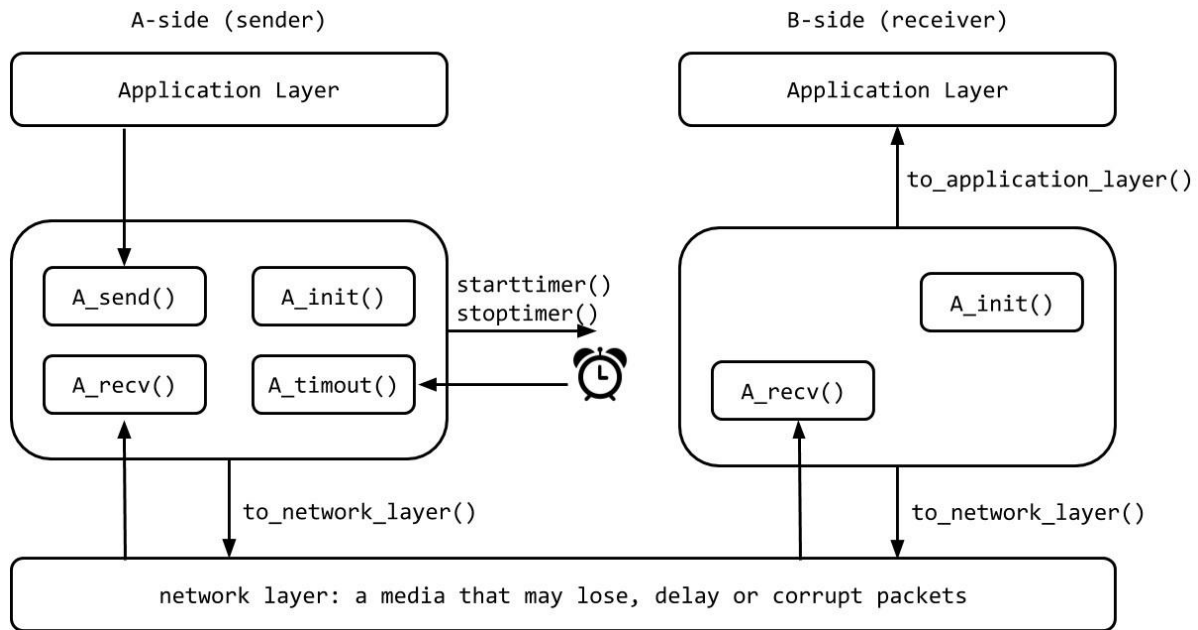 A-side (sender)
B-side (receiver)
Application Layer
Application Layer
to_application_layer()
A_send()
A_init()
starttimer()
stoptimer()
A_init()
A_recv()
A_timout()
A_recv()
to_network_layer()
to_network_layer()
network layer: a media that may lose, delay or corrupt packets